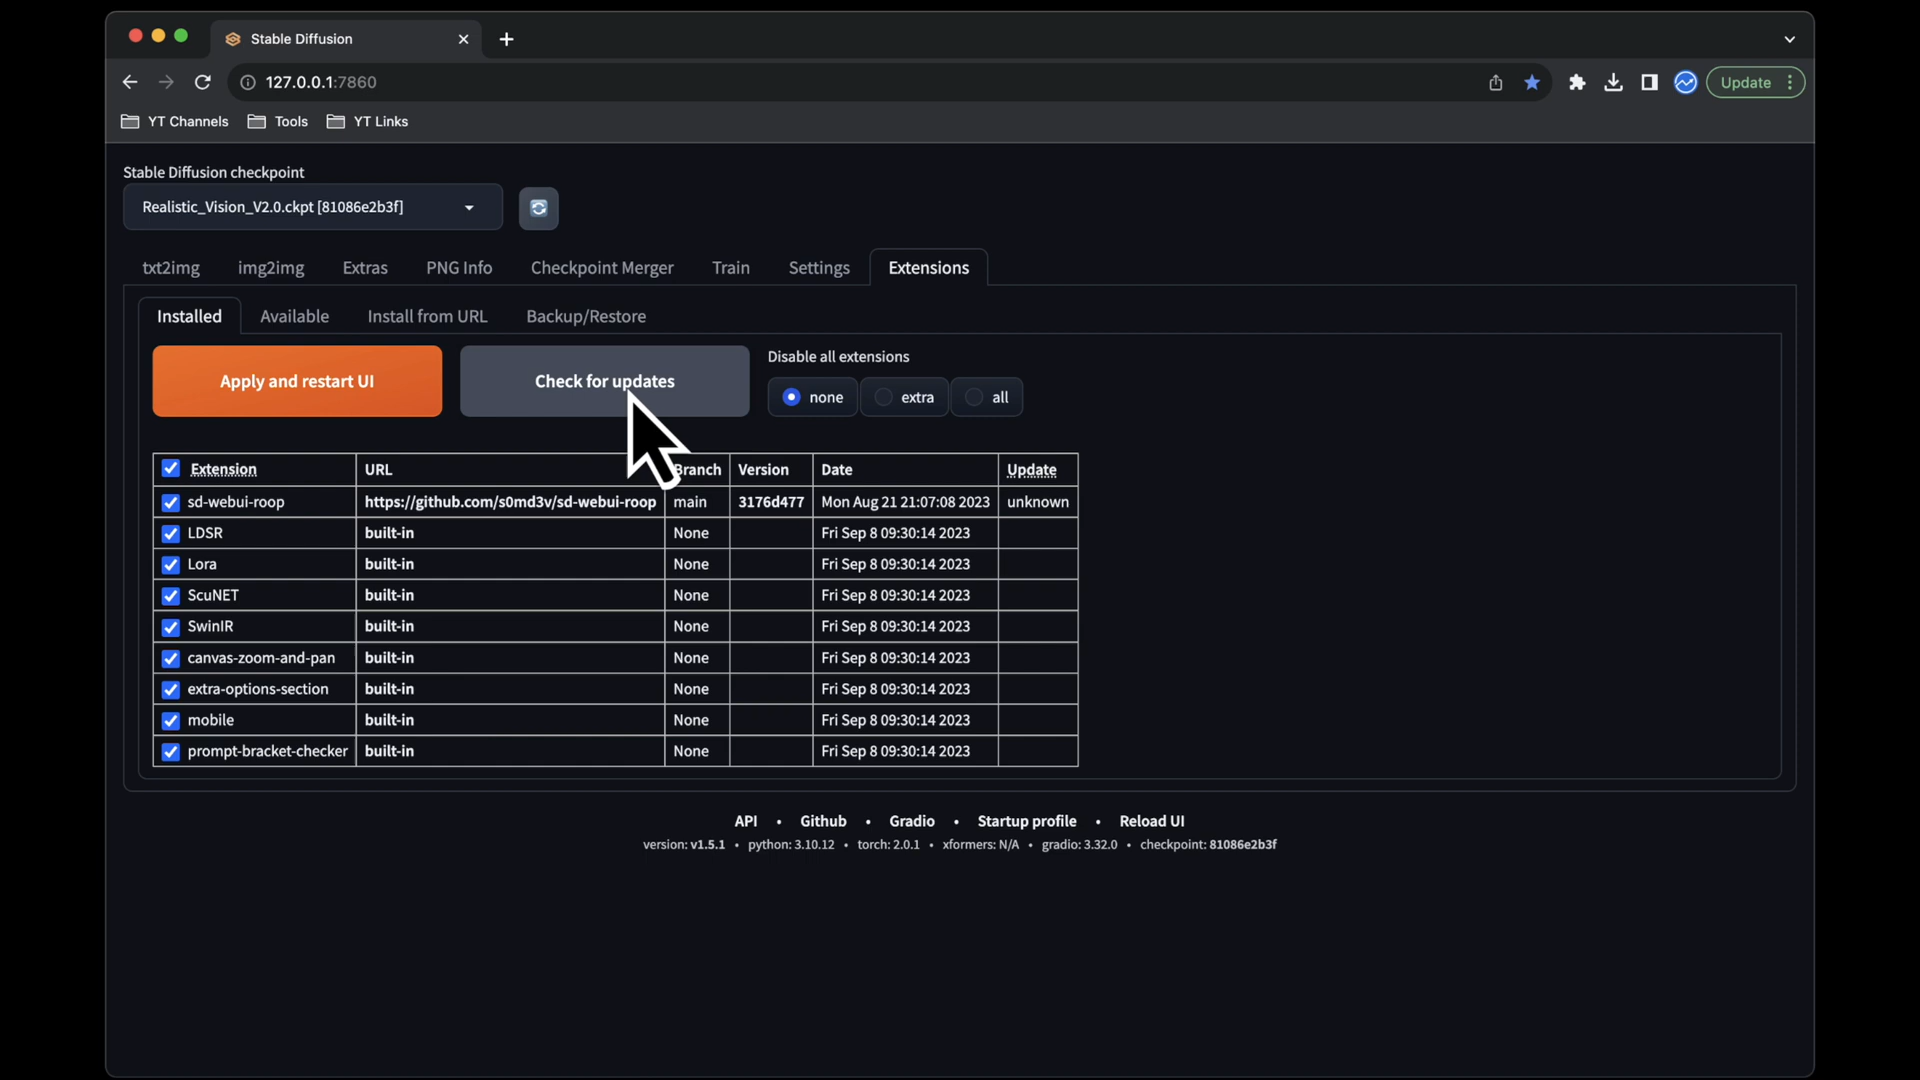 Stable Diffusion
127.0.0.1:7860
Update
YT Channels Tools YT Links
Stable Diffusion checkpoint
Realistic_Vision_V2.0.ckpt [81086e2b3f]
txt2img img2img Extras PNG Info Checkpoint Merger Train Settings Extensions
Installed Available Install from URL Backup/Restore
Disable all extensions
Apply and restart UI Check for updates none extra all
Extension URL Branch Version Date Update
sd-webui-roop https://github.com/s0md3v/sd-webui-roop main 3176d477 Mon Aug 21 21:07:08 2023 unknown
LDSR built-in None Fri Sep 8 09:30:14 2023
Lora built-in None Fri Sep 8 09:30:14 2023
ScuNET built-in None Fri Sep 8 09:30:14 2023
SwinIR built-in None Fri Sep 8 09:30:14 2023
canvas-zoom-and-pan built-in None Fri Sep 8 09:30:14 2023
extra-options-section built-in None Fri Sep 8 09:30:14 2023
mobile built-in None Fri Sep 8 09:30:14 2023
prompt-bracket-checker built-in None Fri Sep 8 09:30:14 2023
API • Github • Gradio • Startup profile • Reload UI
version: v1.5.1 • python: 3.10.12 • torch: 2.0.1 • xformers: N/A • gradio: 3.32.0 • checkpoint: 81086e2b3f